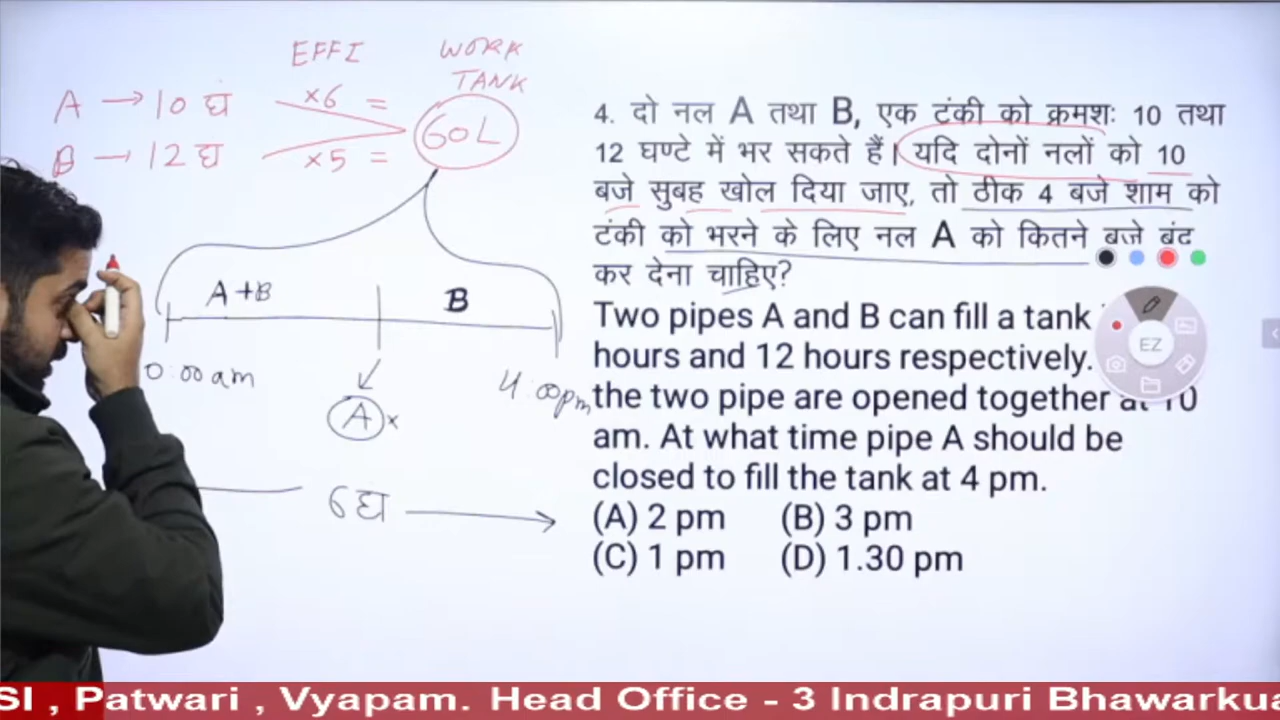 EFFI WORK
TANK
A → 10 घं ×6 = 60L
B → 12 घं ×5 =
A+B B
0:00am 4:00pm
A ×
6 घं
4. दो नल A तथा B, एक टंकी को क्रमशः 10 तथा
12 घण्टे में भर सकते हैं। यदि दोनों नलों को 10
बजे सुबह खोल दिया जाए, तो ठीक 4 बजे शाम को
टंकी को भरने के लिए नल A को कितने बजे बंद
कर देना चाहिए?
Two pipes A and B can fill a tank
hours and 12 hours respectively.
the two pipe are opened together at 10
am. At what time pipe A should be
closed to fill the tank at 4 pm.
(A) 2 pm (B) 3 pm
(C) 1 pm (D) 1.30 pm
EZ
SI , Patwari , Vyapam. Head Office - 3 Indrapuri Bhawarkua